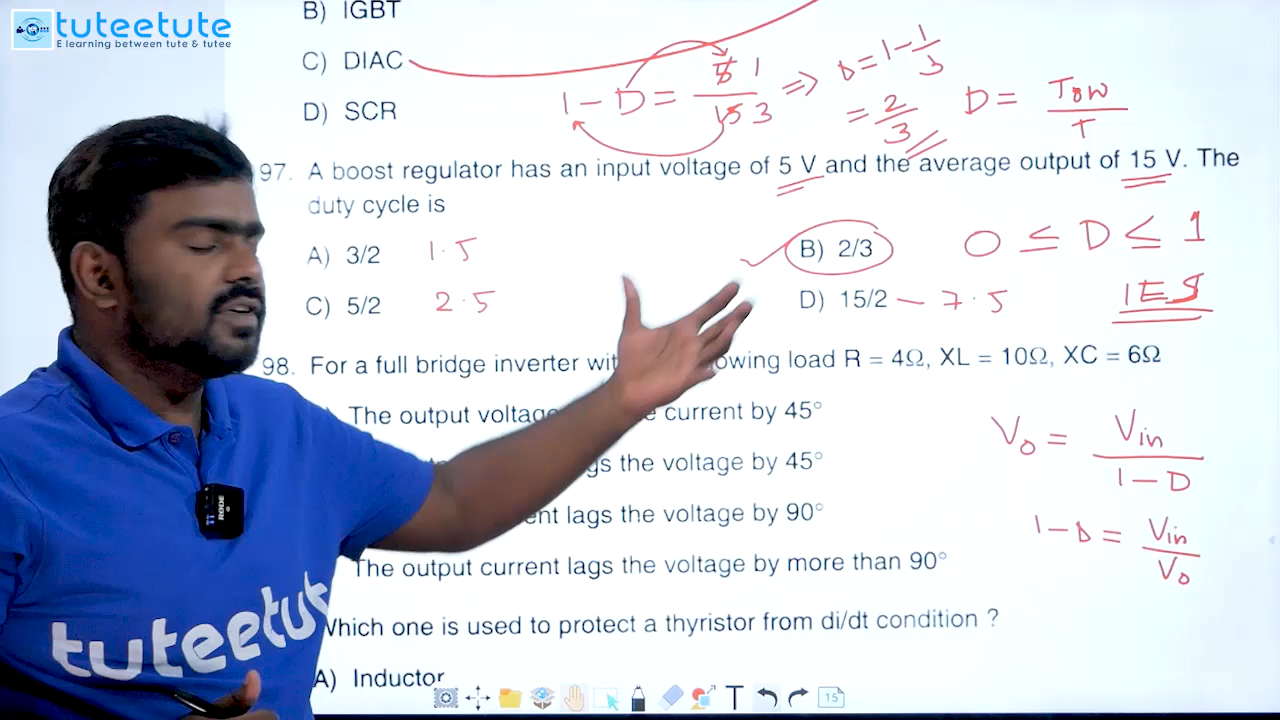 tuteetute
E learning between tute & tutee
B) IGBT
C) DIAC
D) SCR
1 - D = 5 1 / 15 3 ⇒ D = 1 - 1/3
= 2/3
D = TON / T
97. A boost regulator has an input voltage of 5 V and the average output of 15 V. The
duty cycle is
A) 3/2 1.5
B) 2/3
0 ≤ D ≤ 1
C) 5/2 2.5
D) 15/2 — 7.5
IES
98. For a full bridge inverter owing load R = 4Ω, XL = 10Ω, XC = 6Ω
The output voltage current by 45°
gs the voltage by 45°
nt lags the voltage by 90°
The output current lags the voltage by more than 90°
Vo = Vin / 1 - D
1 - D = Vin / Vo
Which one is used to protect a thyristor from di/dt condition ?
A) Inductor
RODE
tuteetut
T
15